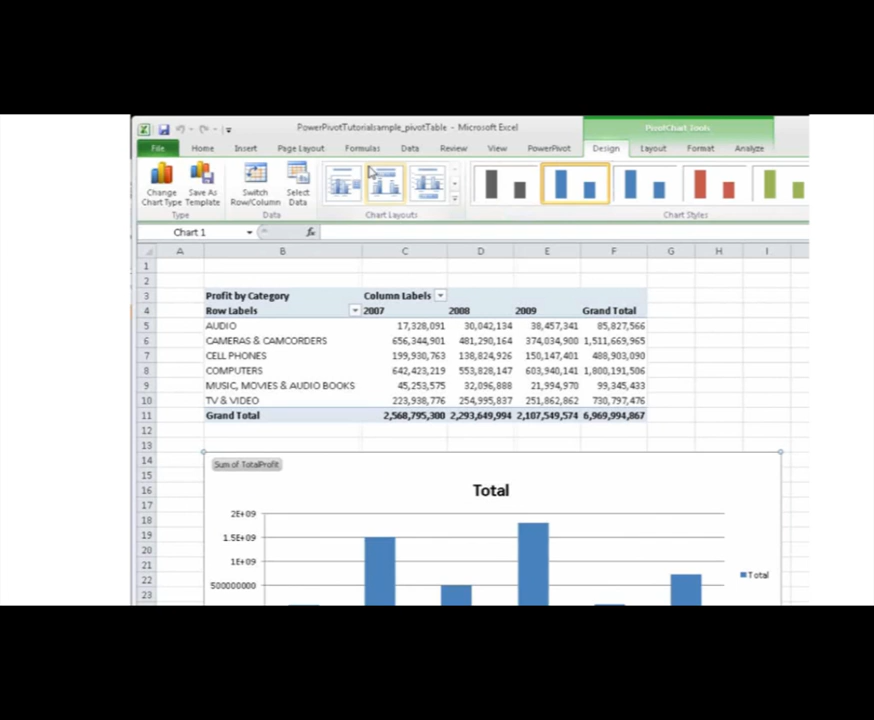 PowerPivotTutorialsample_pivotTable - Microsoft Excel
PivotChart Tools
File Home Insert Page Layout Formulas Data Review View PowerPivot Design Layout Format Analyze
Change Chart Type
Save As Template
Switch Row/Column
Select Data
Type Data Chart Layouts Chart Styles
Chart 1 fx
A B C D E F G H I
1
2
3 Profit by Category Column Labels
4 Row Labels 2007 2008 2009 Grand Total
5 AUDIO 17,328,091 30,042,134 38,457,341 85,827,566
6 CAMERAS & CAMCORDERS 656,344,901 481,290,164 374,034,900 1,511,669,965
7 CELL PHONES 199,930,763 138,824,926 150,147,401 488,903,090
8 COMPUTERS 642,423,219 553,828,147 603,940,141 1,800,191,506
9 MUSIC, MOVIES & AUDIO BOOKS 45,253,575 32,096,888 21,994,970 99,345,433
10 TV & VIDEO 223,938,776 254,995,837 251,862,862 730,797,476
11 Grand Total 2,568,795,300 2,293,649,994 2,107,549,574 6,969,994,867
12
13
14 Sum of TotalProfit
15
16 Total
17
18 2E+09
19 1.5E+09
20
21 1E+09
22 500000000 Total
23